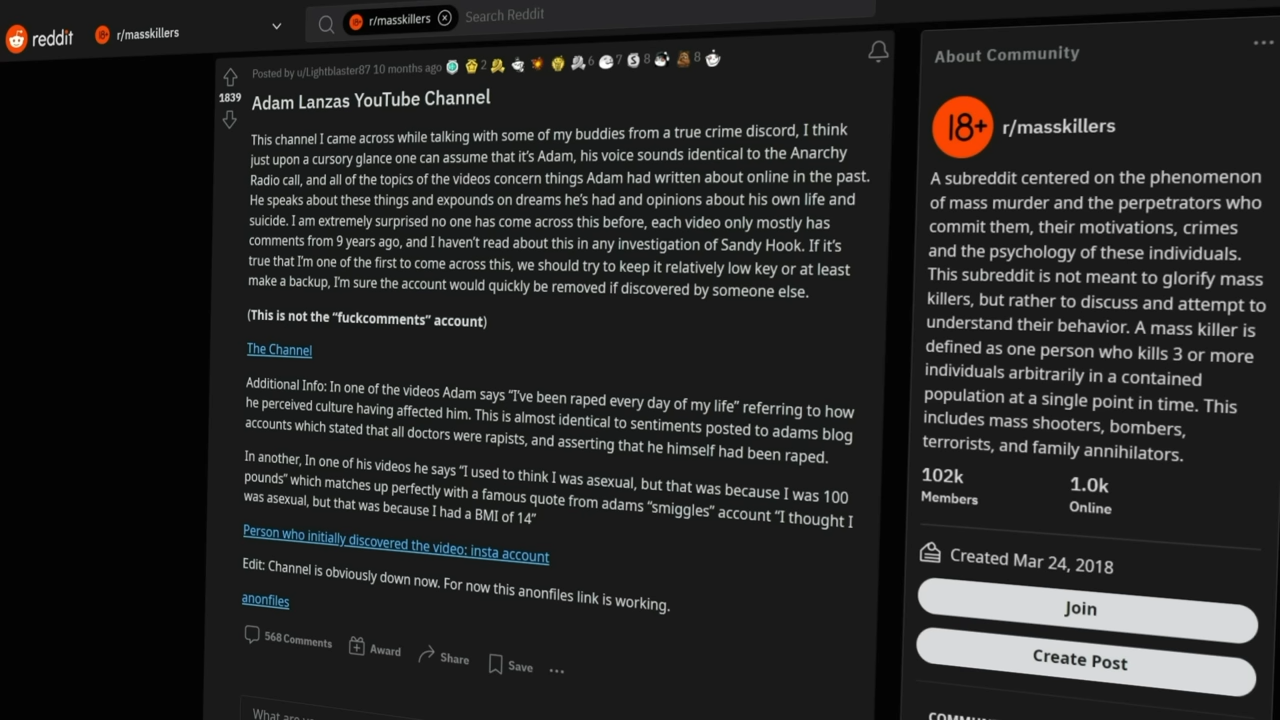 reddit
r/masskillers
r/masskillers
Search Reddit
Posted by u/Lightblaster87 10 months ago
2
6
7
8
8
1839
Adam Lanzas YouTube Channel
This channel I came across while talking with some of my buddies from a true crime discord, I think
just upon a cursory glance one can assume that it's Adam, his voice sounds identical to the Anarchy
Radio call, and all of the topics of the videos concern things Adam had written about online in the past.
He speaks about these things and expounds on dreams he's had and opinions about his own life and
suicide. I am extremely surprised no one has come across this before, each video only mostly has
comments from 9 years ago, and I haven't read about this in any investigation of Sandy Hook. If it's
true that I'm one of the first to come across this, we should try to keep it relatively low key or at least
make a backup, I'm sure the account would quickly be removed if discovered by someone else.
(This is not the "fuckcomments" account)
The Channel
Additional Info: In one of the videos Adam says "I've been raped every day of my life" referring to how
he perceived culture having affected him. This is almost identical to sentiments posted to adams blog
accounts which stated that all doctors were rapists, and asserting that he himself had been raped.
In another, In one of his videos he says "I used to think I was asexual, but that was because I was 100
pounds" which matches up perfectly with a famous quote from adams "smiggles" account "I thought I
was asexual, but that was because I had a BMI of 14"
Person who initially discovered the video: insta account
Edit: Channel is obviously down now. For now this anonfiles link is working.
anonfiles
568 Comments
Award
Share
Save
What are
About Community
18+
r/masskillers
A subreddit centered on the phenomenon
of mass murder and the perpetrators who
commit them, their motivations, crimes
and the psychology of these individuals.
This subreddit is not meant to glorify mass
killers, but rather to discuss and attempt to
understand their behavior. A mass killer is
defined as one person who kills 3 or more
individuals arbitrarily in a contained
population at a single point in time. This
includes mass shooters, bombers,
terrorists, and family annihilators.
102k
Members
1.0k
Online
Created Mar 24, 2018
Join
Create Post